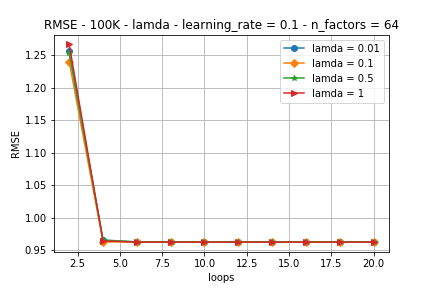 RMSE - 100K - lamda - learning_rate = 0.1 - n_factors = 64
1.25
1.20
1.15
1.10
1.05
1.00
0.95
RMSE
lamda = 0.01
lamda = 0.1
lamda = 0.5
lamda = 1
2.5 5.0 7.5 10.0 12.5 15.0 17.5 20.0
loops